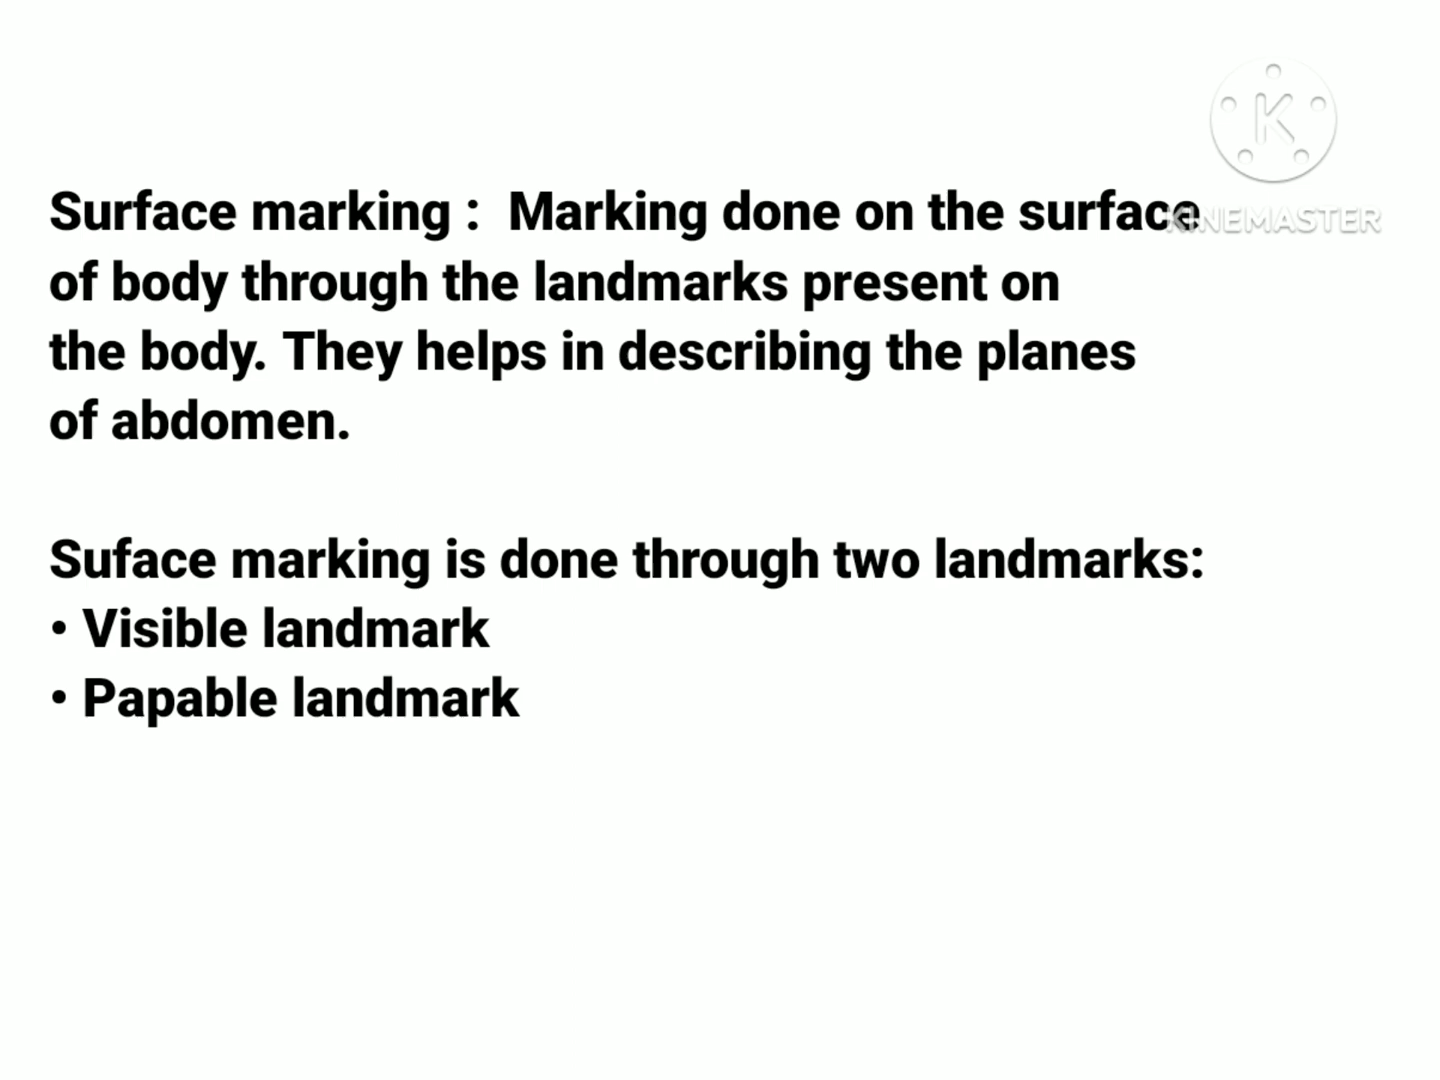 Surface marking :  Marking done on the surface
of body through the landmarks present on
the body. They helps in describing the planes
of abdomen.
Suface marking is done through two landmarks:
• Visible landmark
• Papable landmark
K
KINEMASTER